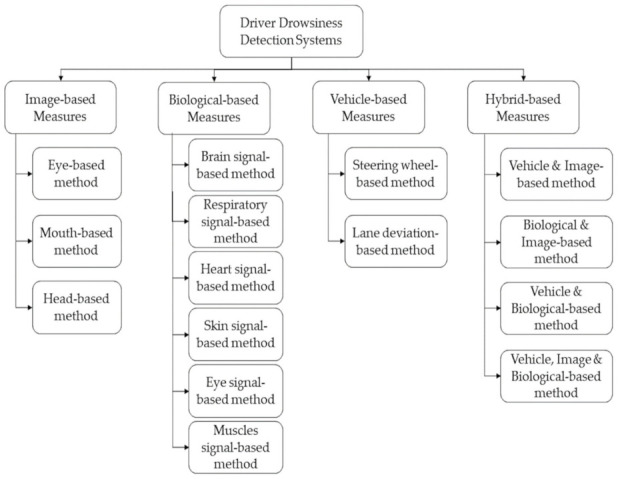 Driver Drowsiness
Detection Systems
Image-based
Measures
Eye-based
method
Mouth-based
method
Head-based
method
Biological-based
Measures
Brain signal-
based method
Respiratory
signal-based method
Heart signal-
based method
Skin signal-
based method
Eye signal-
based method
Muscles
signal-based
method
Vehicle-based
Measures
Steering wheel-
based method
Lane deviation-
based method
Hybrid-based
Measures
Vehicle & Image-
based method
Biological &
Image-based
method
Vehicle &
Biological-based
method
Vehicle, Image &
Biological-based
method